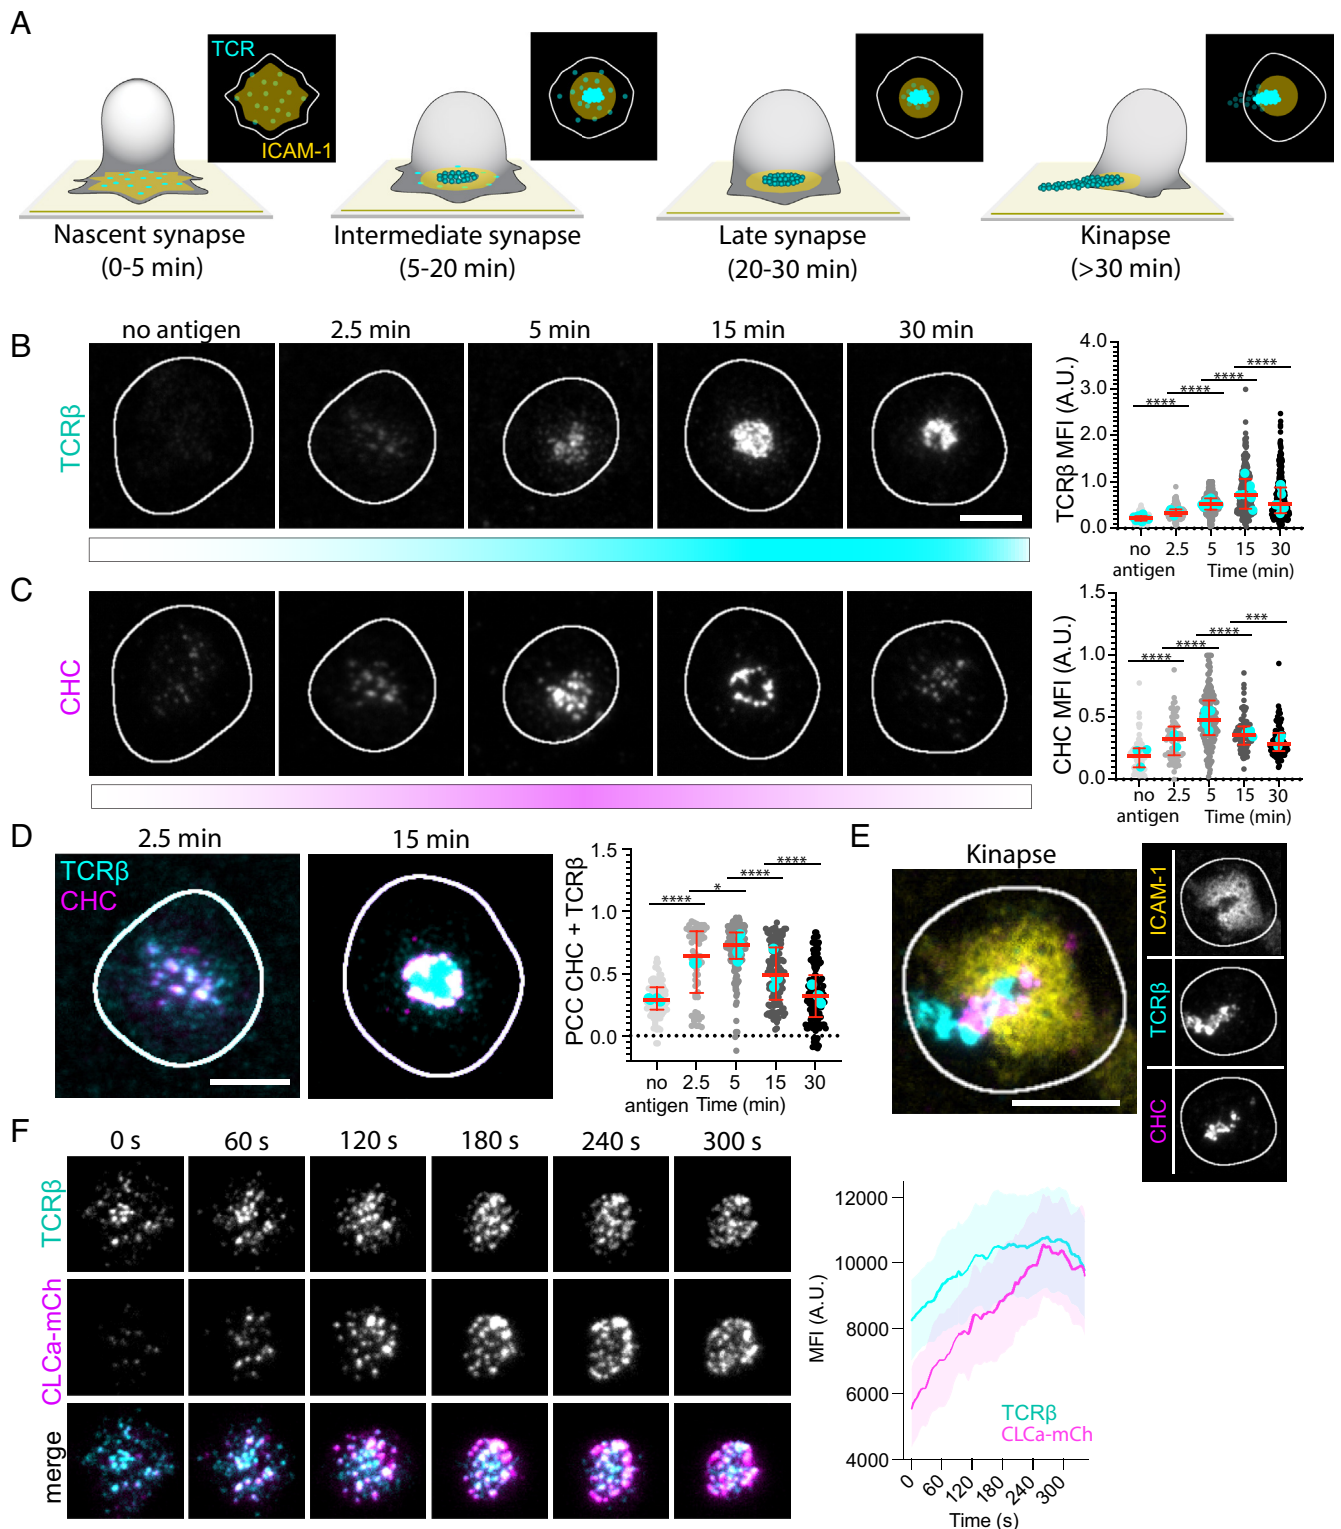 A
TCR
ICAM-1
Nascent synapse
(0-5 min)
Intermediate synapse
(5-20 min)
Late synapse
(20-30 min)
Kinapse
(>30 min)
B
no antigen
2.5 min
5 min
15 min
30 min
TCRβ
TCRβ MFI (A.U.)
4.0
3.0
2.0
1.0
0.0
****
****
****
****
no antigen
2.5
5
15
30
Time (min)
C
CHC
CHC MFI (A.U.)
1.5
1.0
0.5
0.0
****
****
****
***
no antigen
2.5
5
15
30
Time (min)
D
2.5 min
15 min
TCRβ
CHC
PCC CHC + TCRβ
1.5
1.0
0.5
0.0
****
*
****
****
no antigen
2.5
5
15
30
Time (min)
E
Kinapse
ICAM-1
TCRβ
CHC
F
0 s
60 s
120 s
180 s
240 s
300 s
TCRβ
CLCa-mCh
merge
MFI (A.U.)
12000
10000
8000
6000
4000
TCRβ
CLCa-mCh
0
60
120
180
240
300
Time (s)